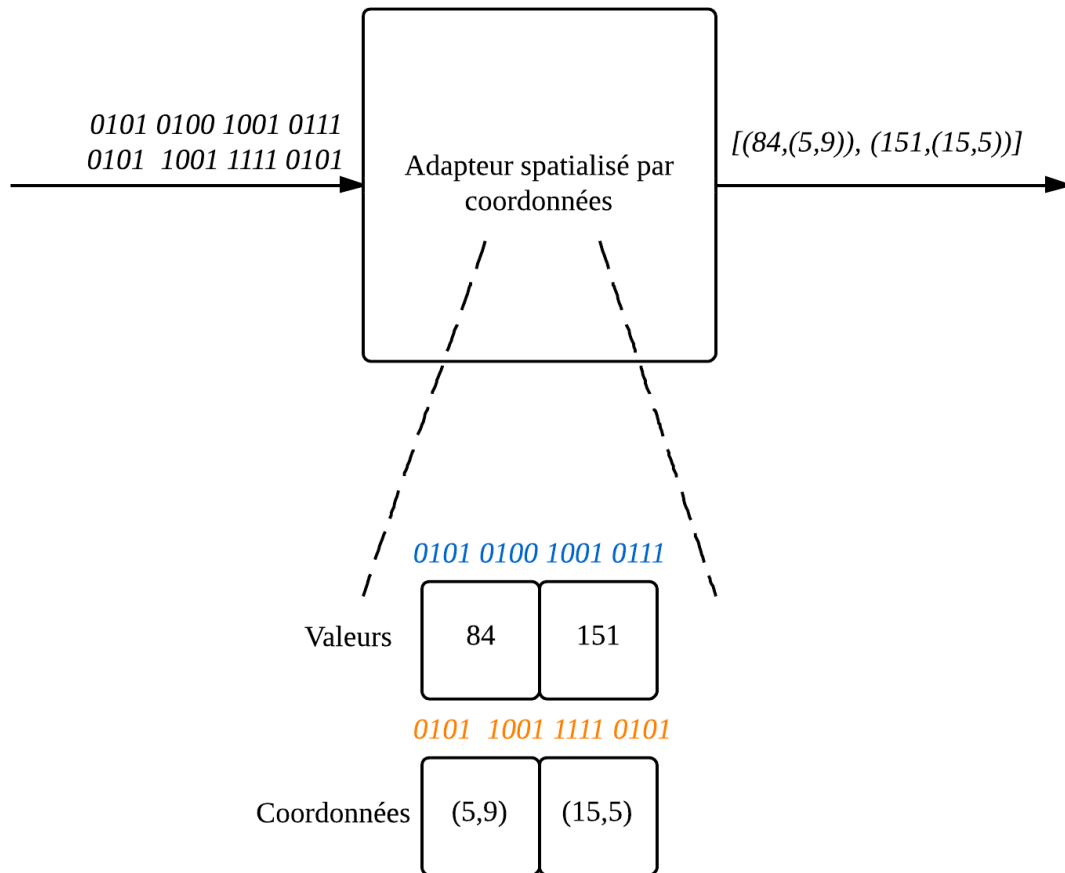 0101 0100 1001 0111
0101 1001 1111 0101
Adapteur spatialisé par
coordonnées
[(84,(5,9)), (151,(15,5))]
0101 0100 1001 0111
Valeurs
84
151
0101 1001 1111 0101
Coordonnées
(5,9)
(15,5)